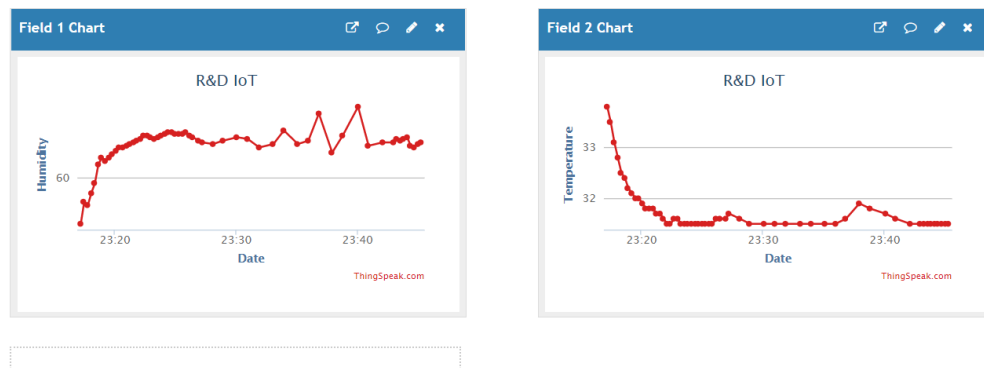 Field 1 Chart
R&D IoT
Humidity
60
23:20 23:30 23:40
Date
ThingSpeak.com
Field 2 Chart
R&D IoT
Temperature
33
32
23:20 23:30 23:40
Date
ThingSpeak.com